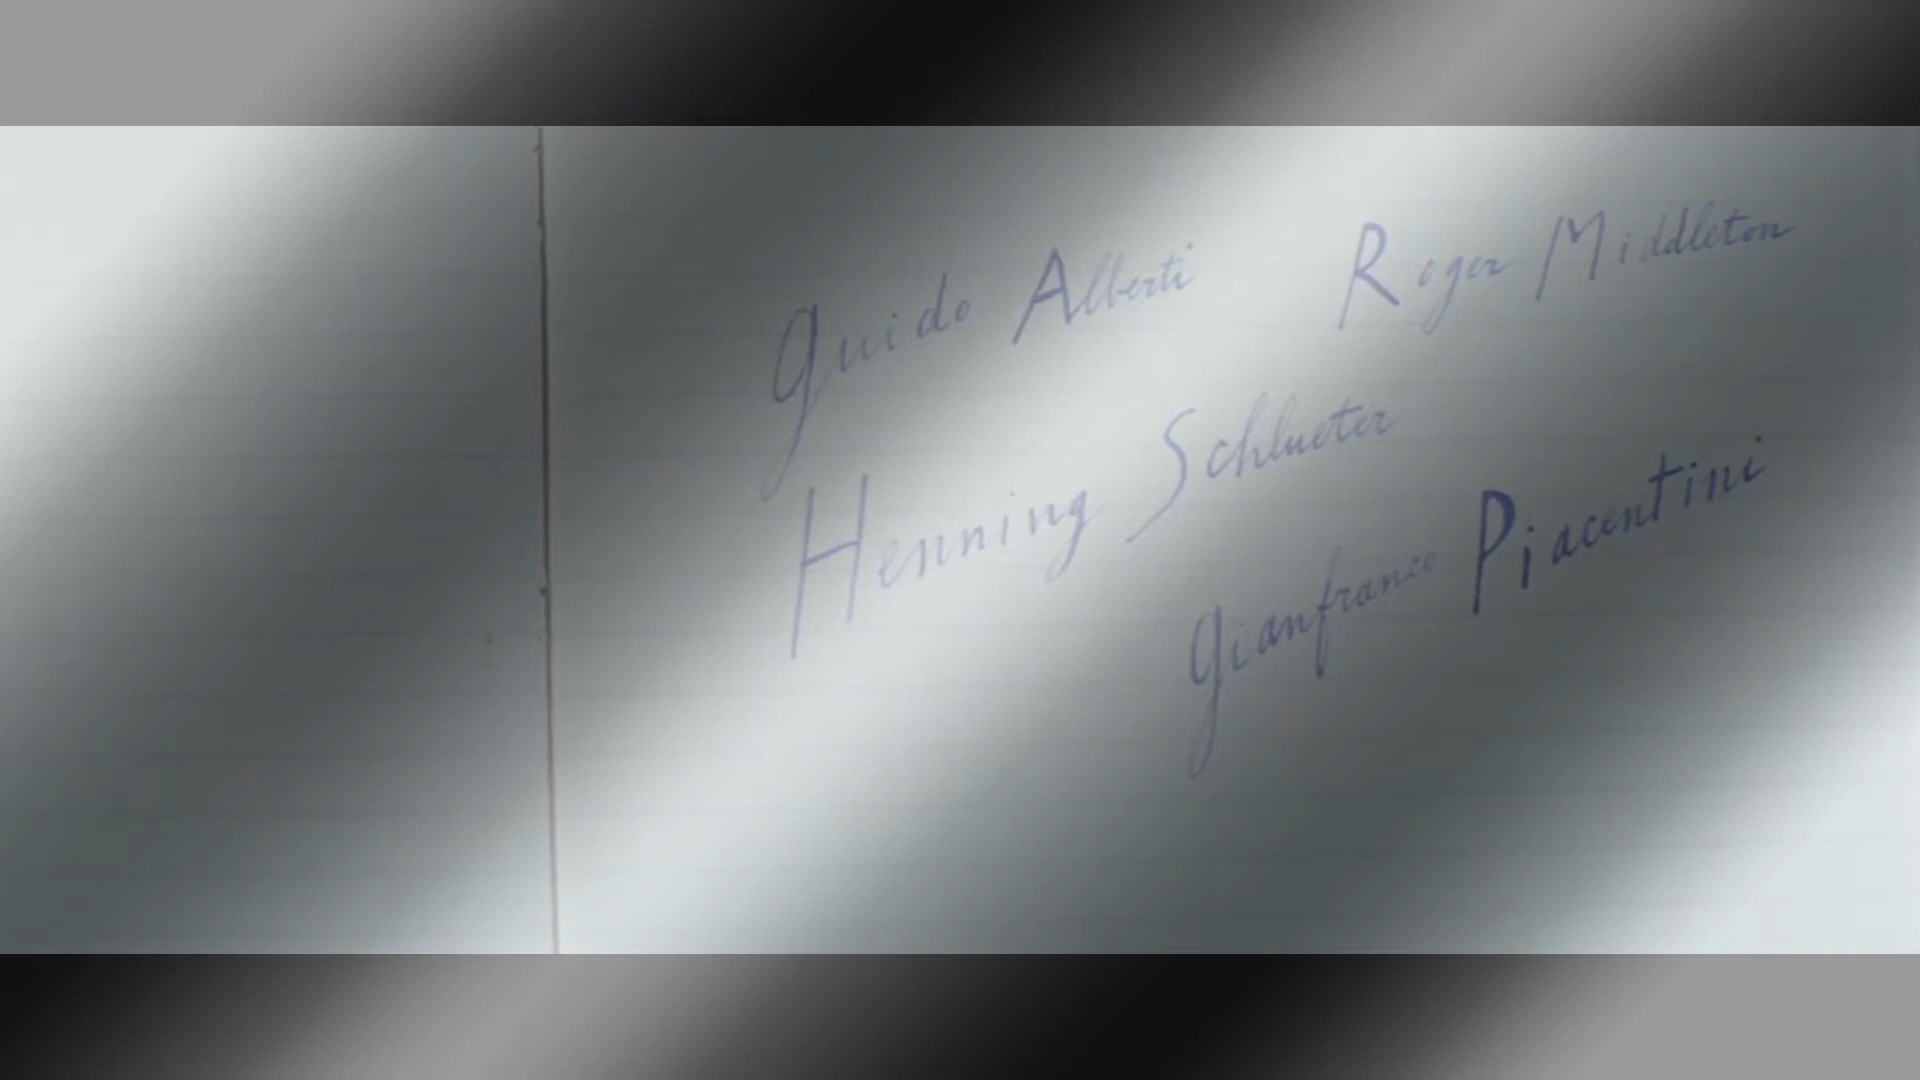 Guido Alberti
Roger Middleton
Henning Schlueter
Gianfranco Piacentini